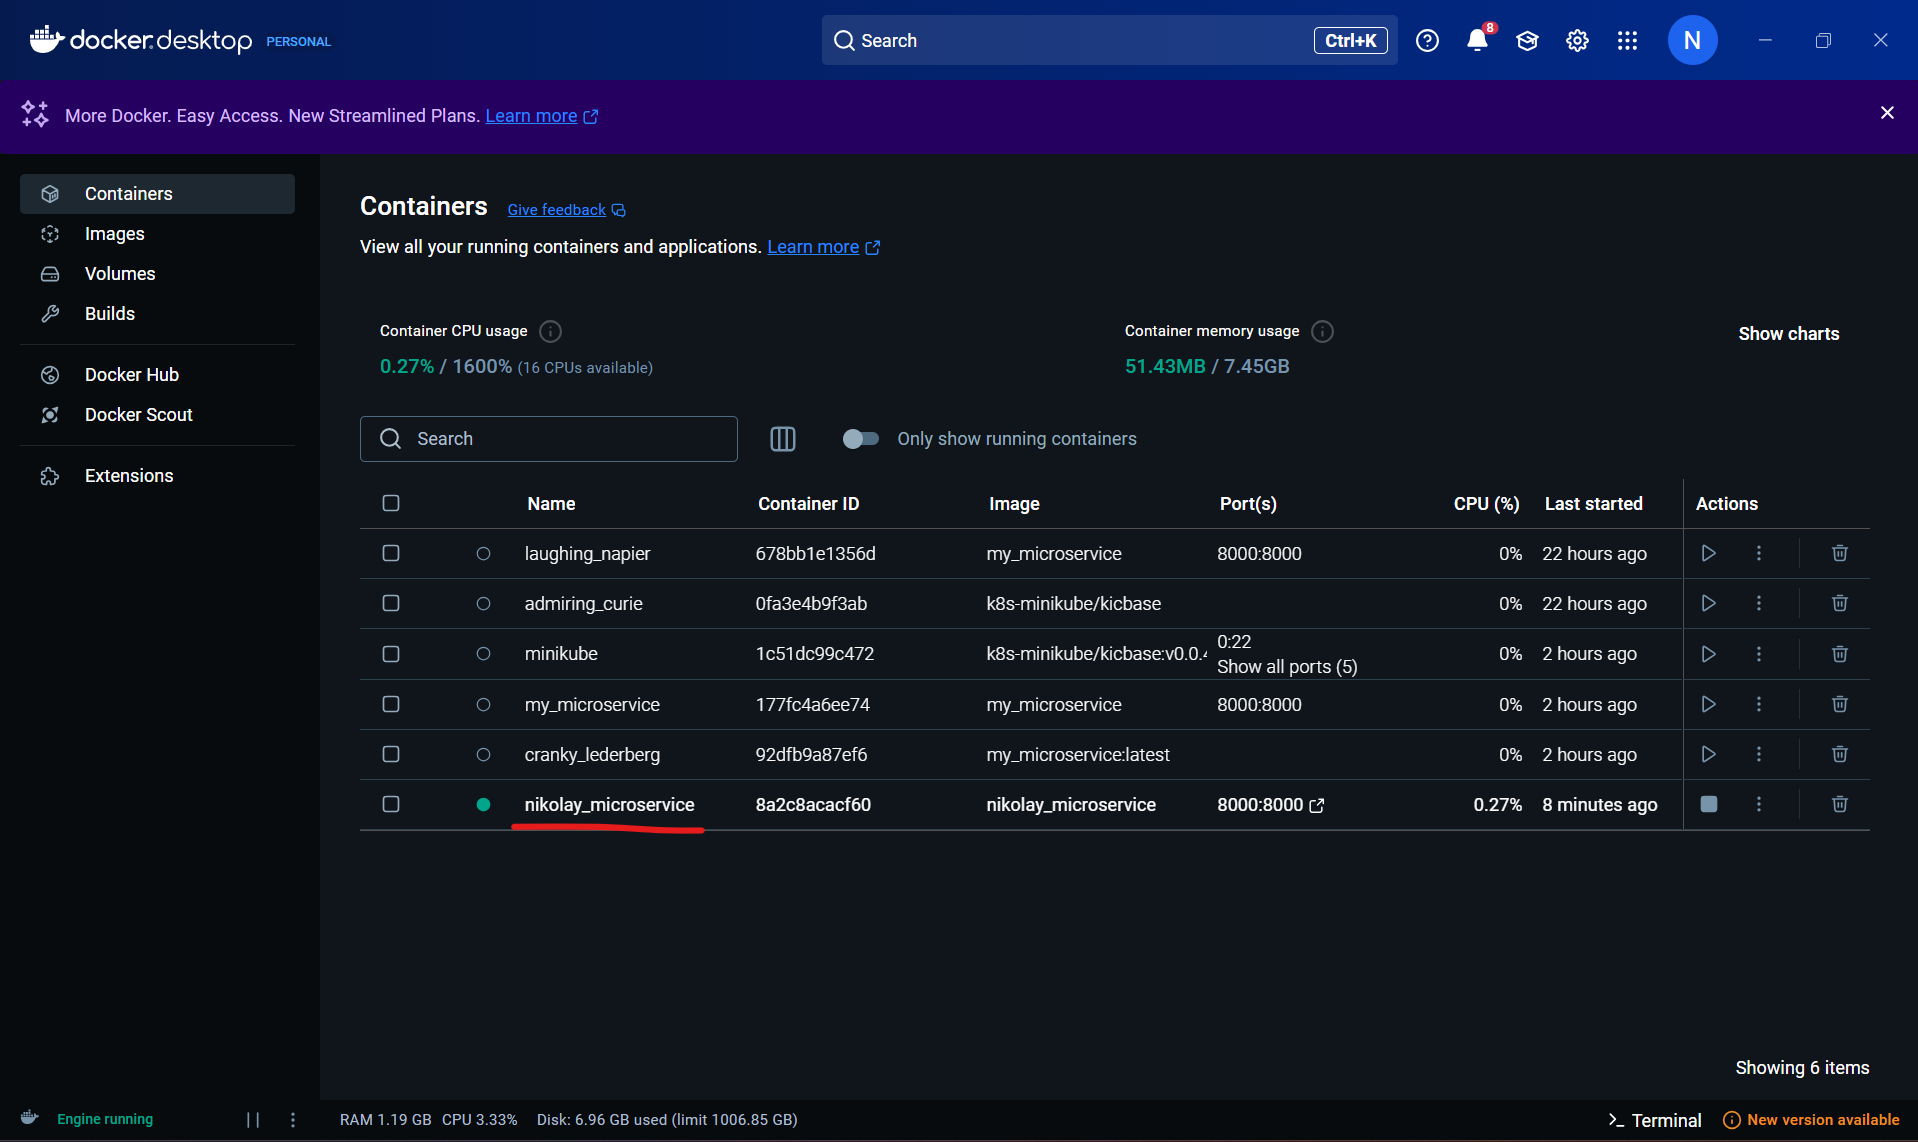 docker.desktop PERSONAL
Search Ctrl+K
8
N
More Docker. Easy Access. New Streamlined Plans. Learn more
Containers
Images
Volumes
Builds
Docker Hub
Docker Scout
Extensions
Containers Give feedback
View all your running containers and applications. Learn more
Container CPU usage
0.27% / 1600% (16 CPUs available)
Container memory usage
51.43MB / 7.45GB
Show charts
Search
Only show running containers
Name Container ID Image Port(s) CPU (%) Last started Actions
laughing_napier 678bb1e1356d my_microservice 8000:8000 0% 22 hours ago
admiring_curie 0fa3e4b9f3ab k8s-minikube/kicbase 0% 22 hours ago
minikube 1c51dc99c472 k8s-minikube/kicbase:v0.0.4 0:22 Show all ports (5) 0% 2 hours ago
my_microservice 177fc4a6ee74 my_microservice 8000:8000 0% 2 hours ago
cranky_lederberg 92dfb9a87ef6 my_microservice:latest 0% 2 hours ago
nikolay_microservice 8a2c8acacf60 nikolay_microservice 8000:8000 0.27% 8 minutes ago
Showing 6 items
Engine running
RAM 1.19 GB CPU 3.33% Disk: 6.96 GB used (limit 1006.85 GB)
Terminal
New version available